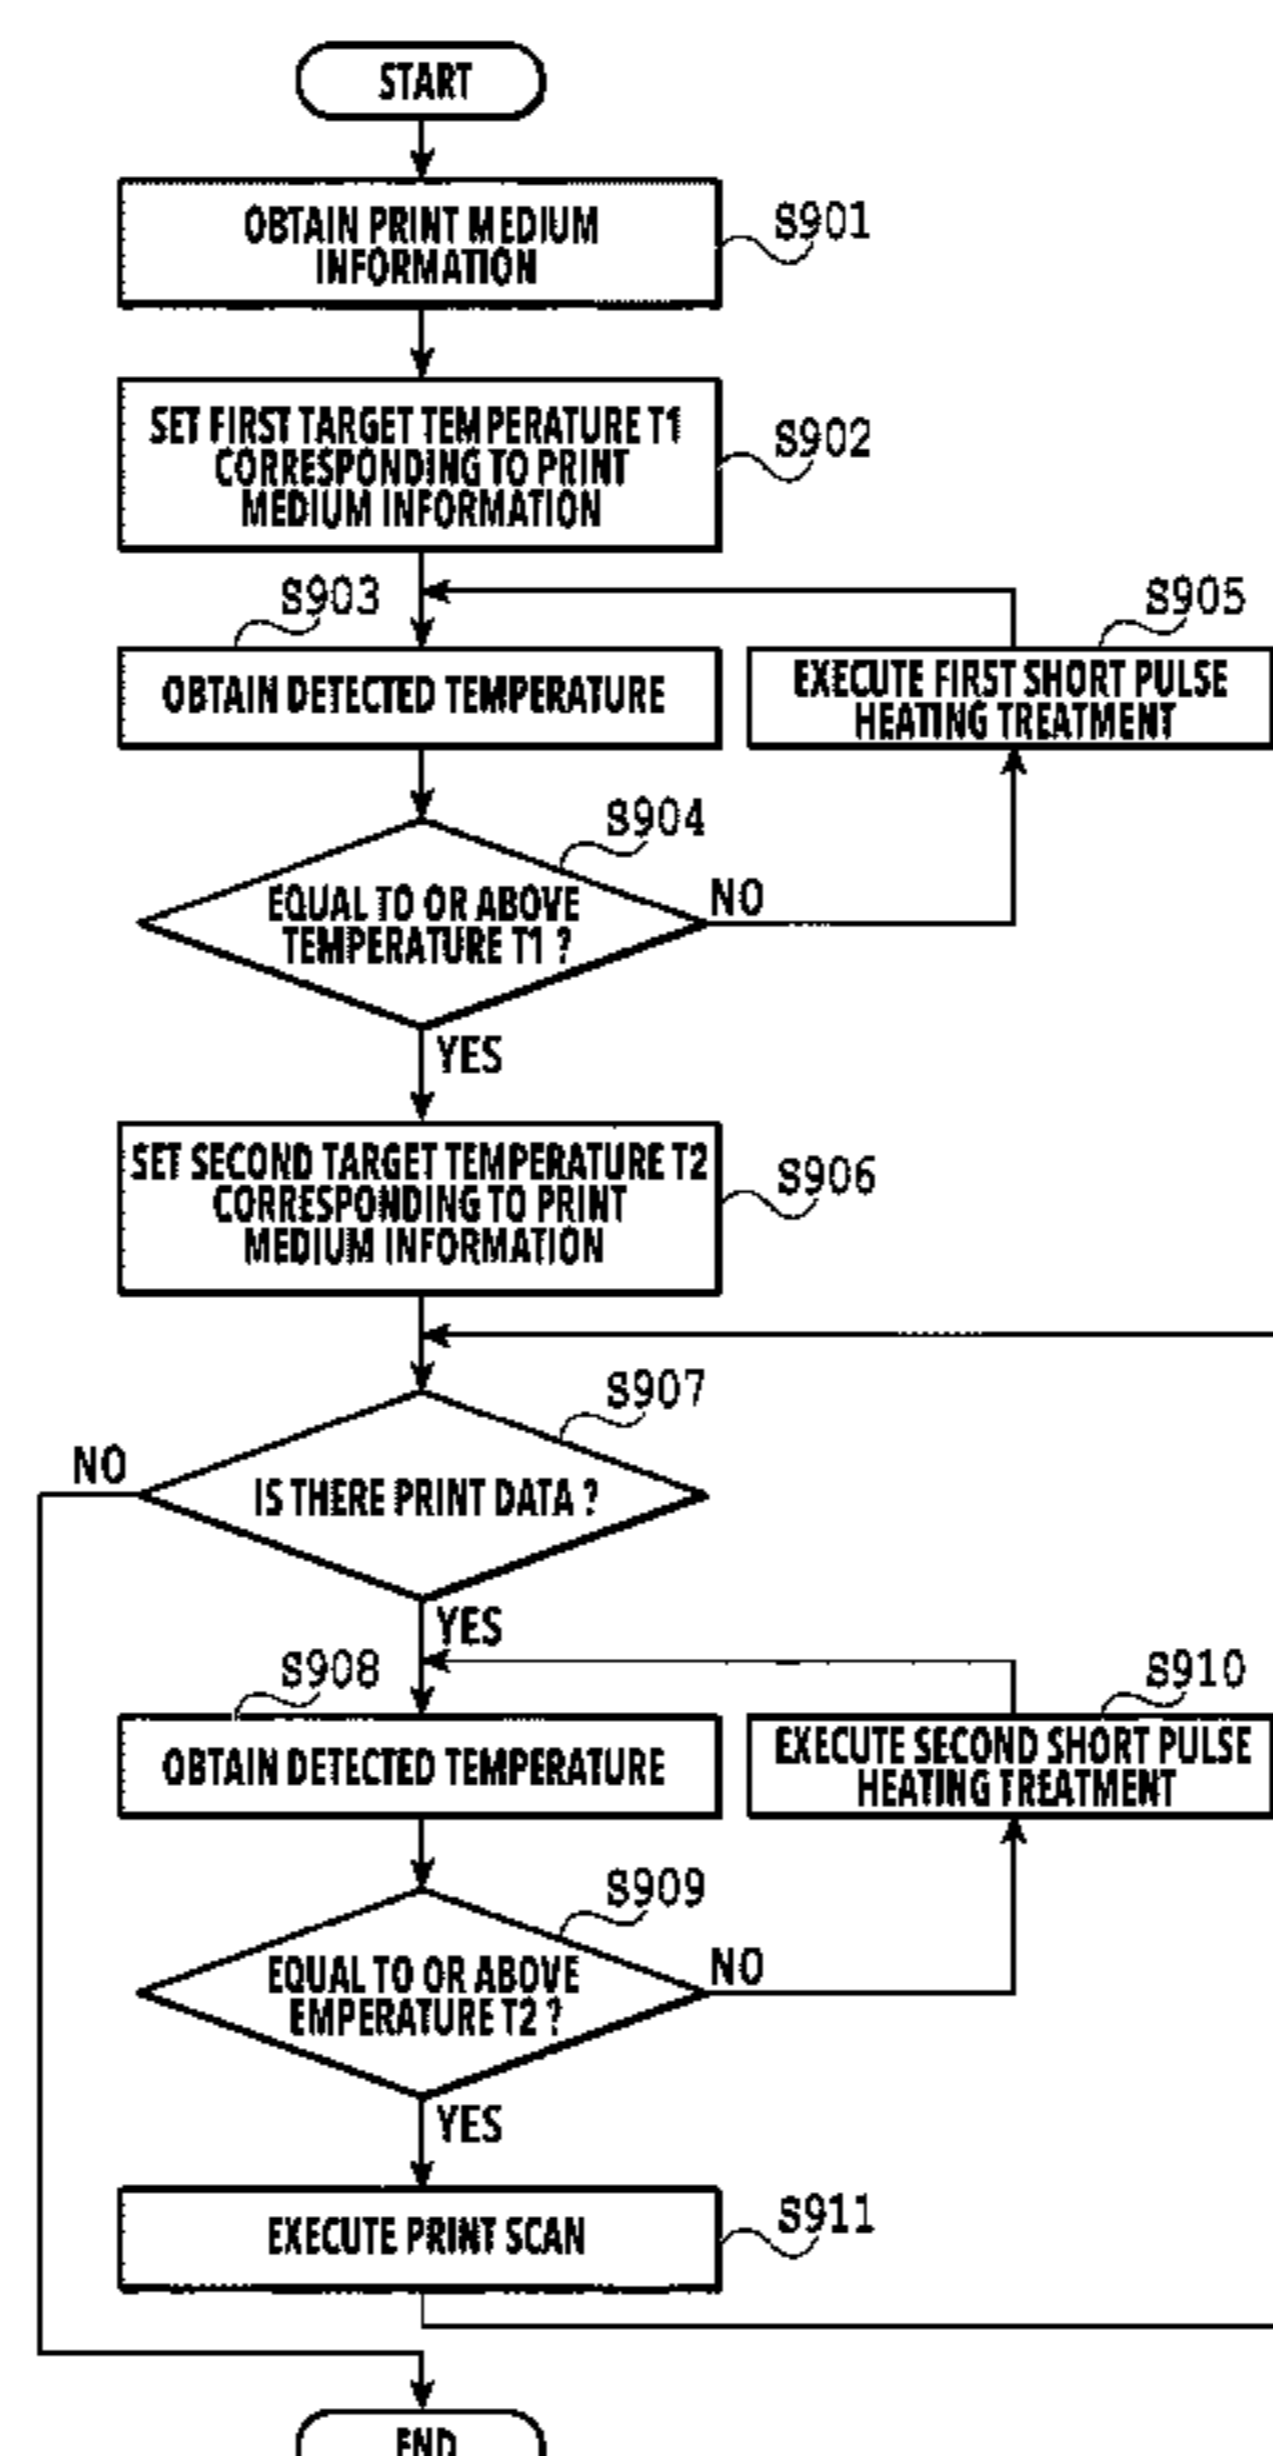 START
OBTAIN PRINT MEDIUM
INFORMATION
S901
SET FIRST TARGET TEMPERATURE T1
CORRESPONDING TO PRINT
MEDIUM INFORMATION
S902
S903
OBTAIN DETECTED TEMPERATURE
S905
EXECUTE FIRST SHORT PULSE
HEATING TREATMENT
S904
EQUAL TO OR ABOVE
TEMPERATURE T1 ?
NO
YES
SET SECOND TARGET TEMPERATURE T2
CORRESPONDING TO PRINT
MEDIUM INFORMATION
S906
S907
IS THERE PRINT DATA ?
NO
YES
S908
OBTAIN DETECTED TEMPERATURE
S910
EXECUTE SECOND SHORT PULSE
HEATING TREATMENT
S909
EQUAL TO OR ABOVE
EMPERATURE T2 ?
NO
YES
EXECUTE PRINT SCAN
S911
END